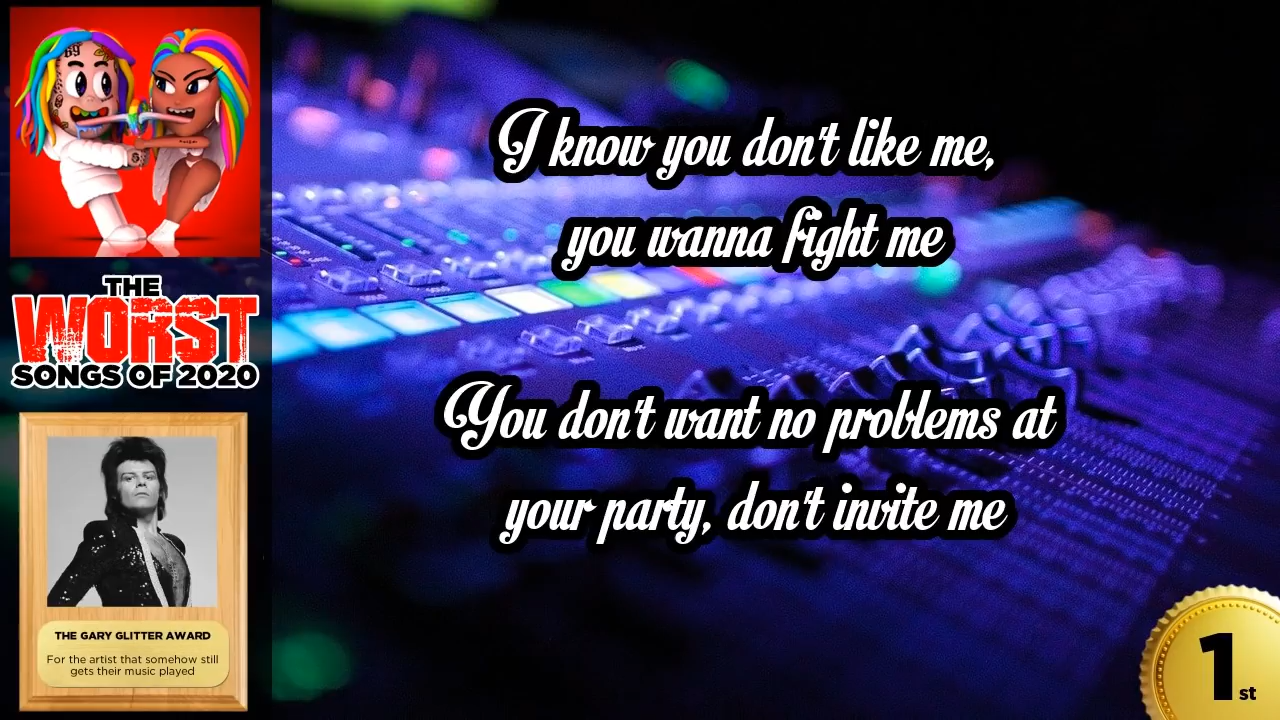 THE
WORST
SONGS OF 2020
THE GARY GLITTER AWARD
For the artist that somehow still
gets their music played
I know you don't like me,
you wanna fight me
You don't want no problems at
your party, don't invite me
1st
69